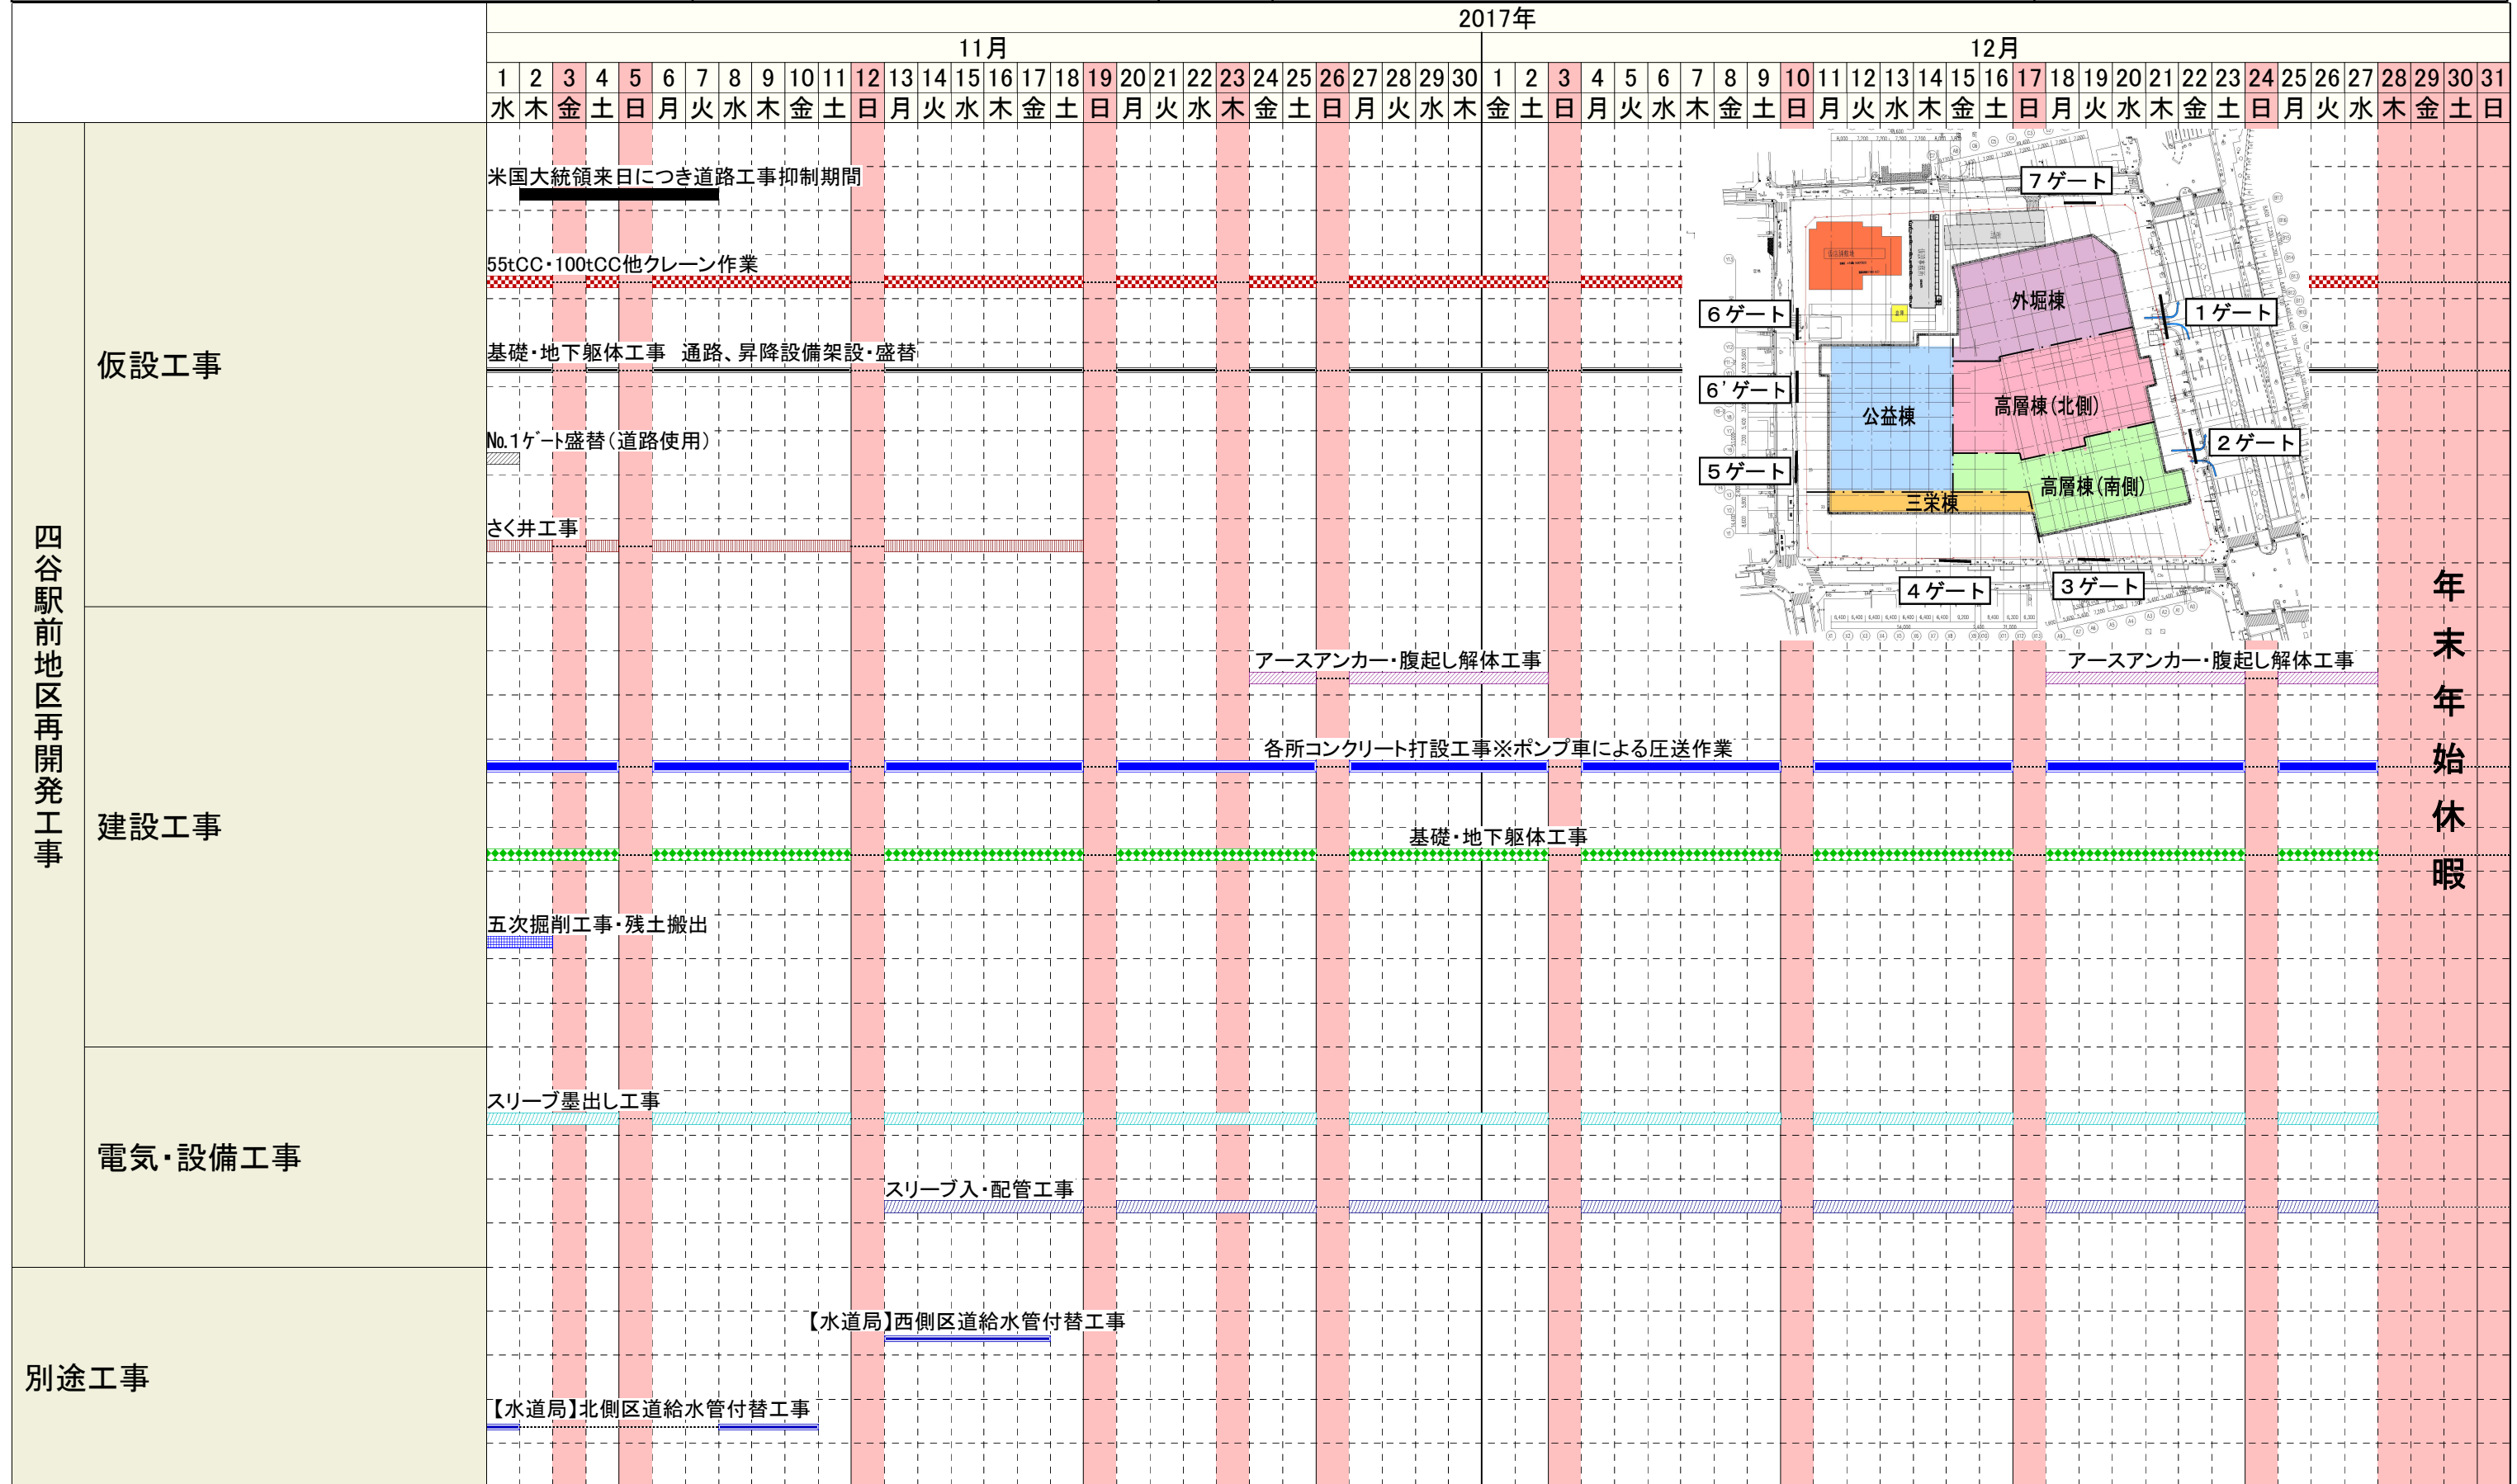 2017年
11月 12月
1 2 3 4 5 6 7 8 9 10 11 12 13 14 15 16 17 18 19 20 21 22 23 24 25 26 27 28 29 30 1 2 3 4 5 6 7 8 9 10 11 12 13 14 15 16 17 18 19 20 21 22 23 24 25 26 27 28 29 30 31
水 木 金 土 日 月 火 水 木 金 土 日 月 火 水 木 金 土 日 月 火 水 木 金 土 日 月 火 水 木 金 土 日 月 火 水 木 金 土 日 月 火 水 木 金 土 日 月 火 水 木 金 土 日 月 火 水 木 金 土 日
四谷駅前地区再開発工事
仮設工事
米国大統領来日につき道路工事抑制期間
55tCC・100tCC他クレーン作業
基礎・地下躯体工事 通路、昇降設備架設・盛替
№.1ゲート盛替(道路使用)
さく井工事
7ゲート
外堀棟
6ゲート
1ゲート
6'ゲート
公益棟
高層棟(北側)
2ゲート
5ゲート
高層棟(南側)
三栄棟
4ゲート
3ゲート
建設工事
アースアンカー・腹起し解体工事
アースアンカー・腹起し解体工事
各所コンクリート打設工事※ポンプ車による圧送作業
基礎・地下躯体工事
五次掘削工事・残土搬出
年末年始休暇
電気・設備工事
スリーブ墨出し工事
スリーブ入・配管工事
別途工事
【水道局】西側区道給水管付替工事
【水道局】北側区道給水管付替工事